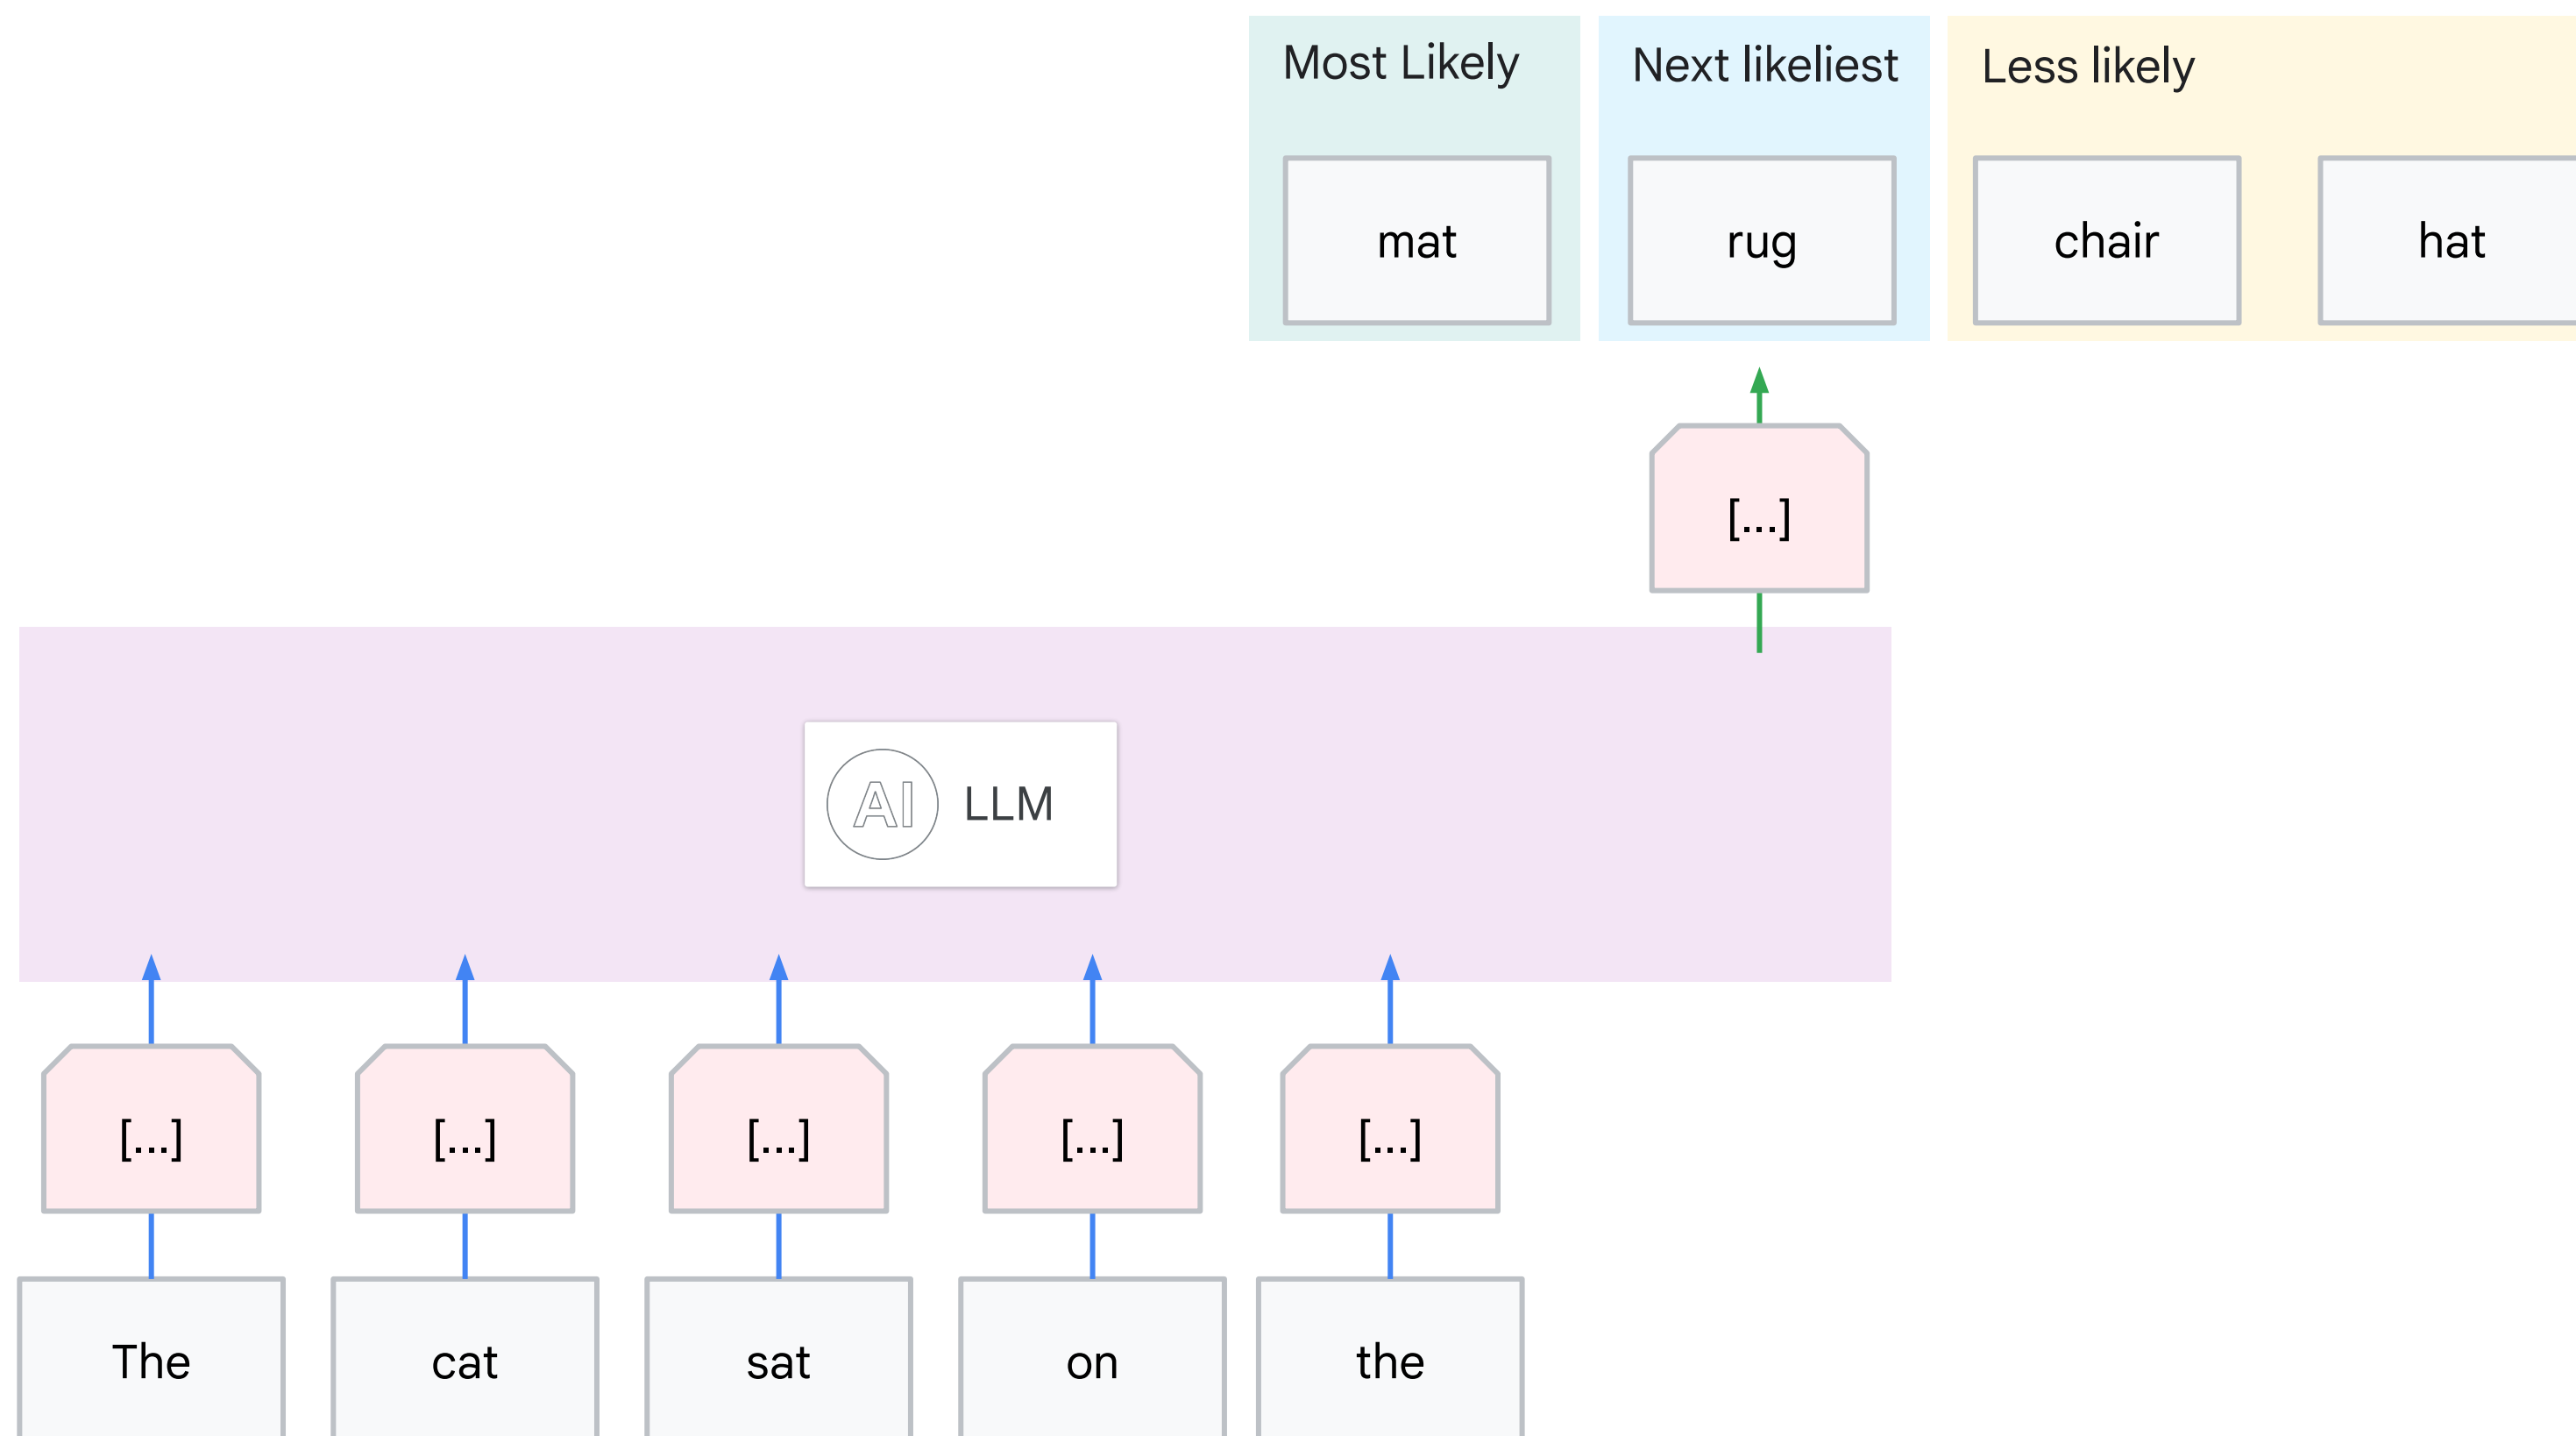 Most Likely
Next likeliest
Less likely
mat
rug
chair
hat
[...]
AI
LLM
[...]
[...]
[...]
[...]
[...]
The
cat
sat
on
the